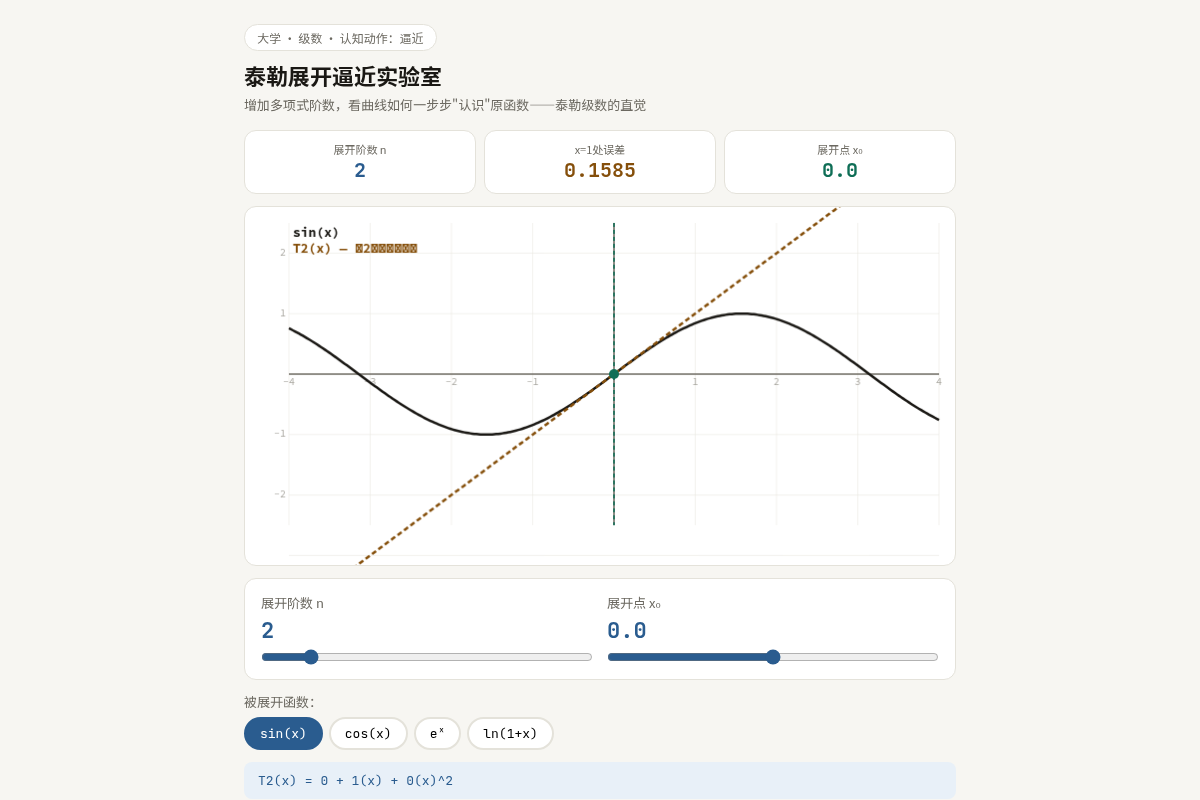 大学 · 级数 · 认知动作：逼近
泰勒展开逼近实验室
增加多项式阶数，看曲线如何一步步"认识"原函数——泰勒级数的直觉
展开阶数 n
2
x=1处误差
0.1585
展开点 x₀
0.0
sin(x)
T2(x) — 2
2
1
-4
-2
-1
1
2
3
4
-1
-2
展开阶数 n
2
展开点 x₀
0.0
被展开函数：
sin(x)
cos(x)
eˣ
ln(1+x)
T2(x) = 0 + 1(x) + 0(x)^2